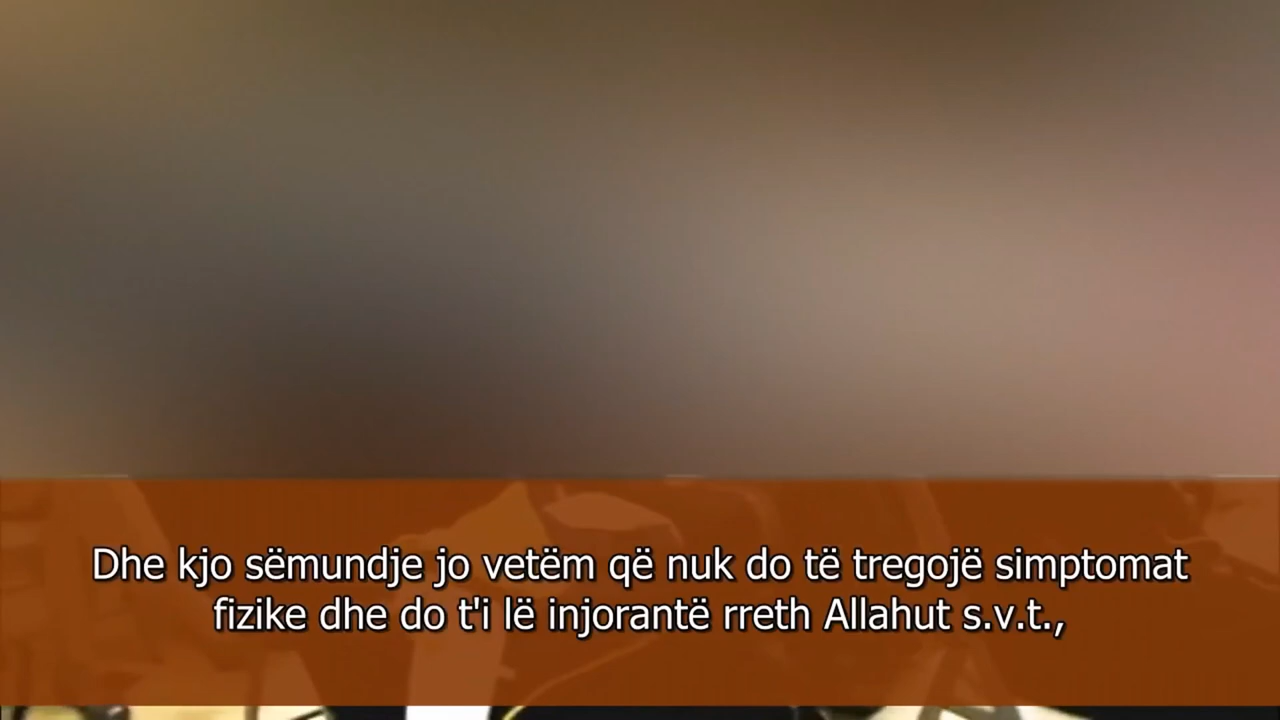 Dhe kjo sëmundje jo vetëm që nuk do të tregojë simptomat
fizike dhe do t'i lë injorantë rreth Allahut s.v.t.,